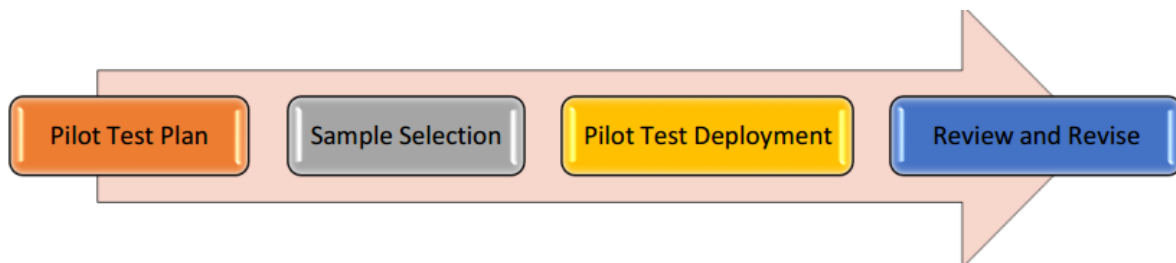 Pilot Test Plan
Sample Selection
Pilot Test Deployment
Review and Revise